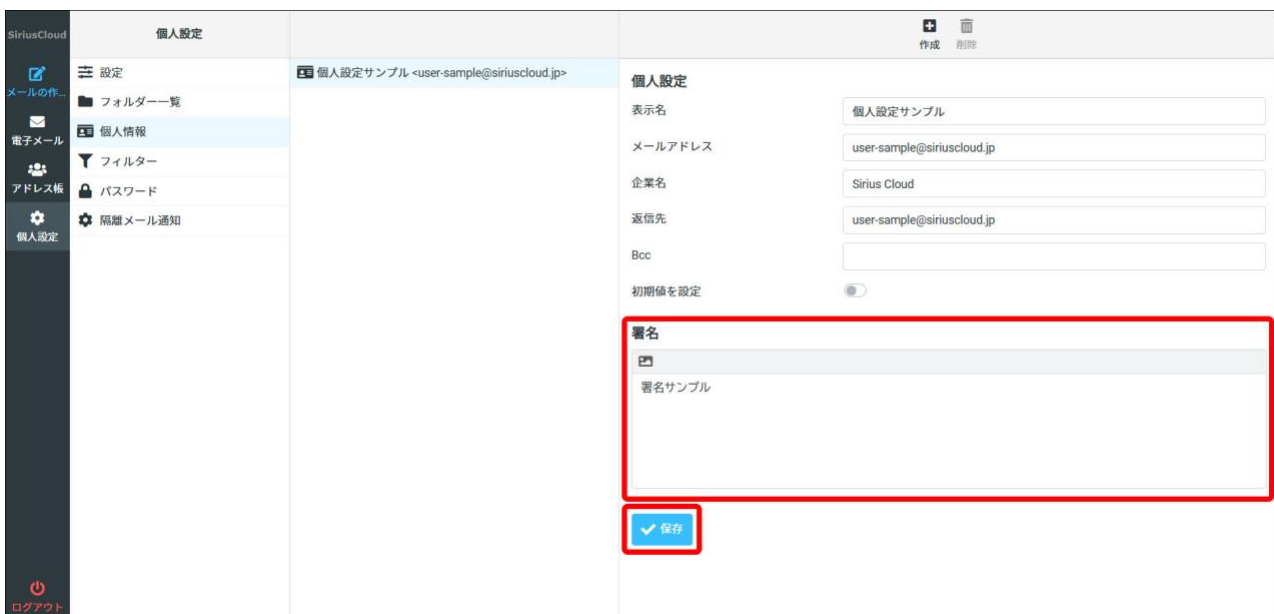 SiriusCloud
メールの作...
電子メール
アドレス帳
個人設定
ログアウト
個人設定
設定
フォルダー一覧
個人情報
フィルター
パスワード
隔離メール通知
個人設定サンプル <user-sample@siriuscloud.jp>
作成 削除
個人設定
表示名 個人設定サンプル
メールアドレス user-sample@siriuscloud.jp
企業名 Sirius Cloud
返信先 user-sample@siriuscloud.jp
Bcc
初期値を設定
署名
署名サンプル
保存